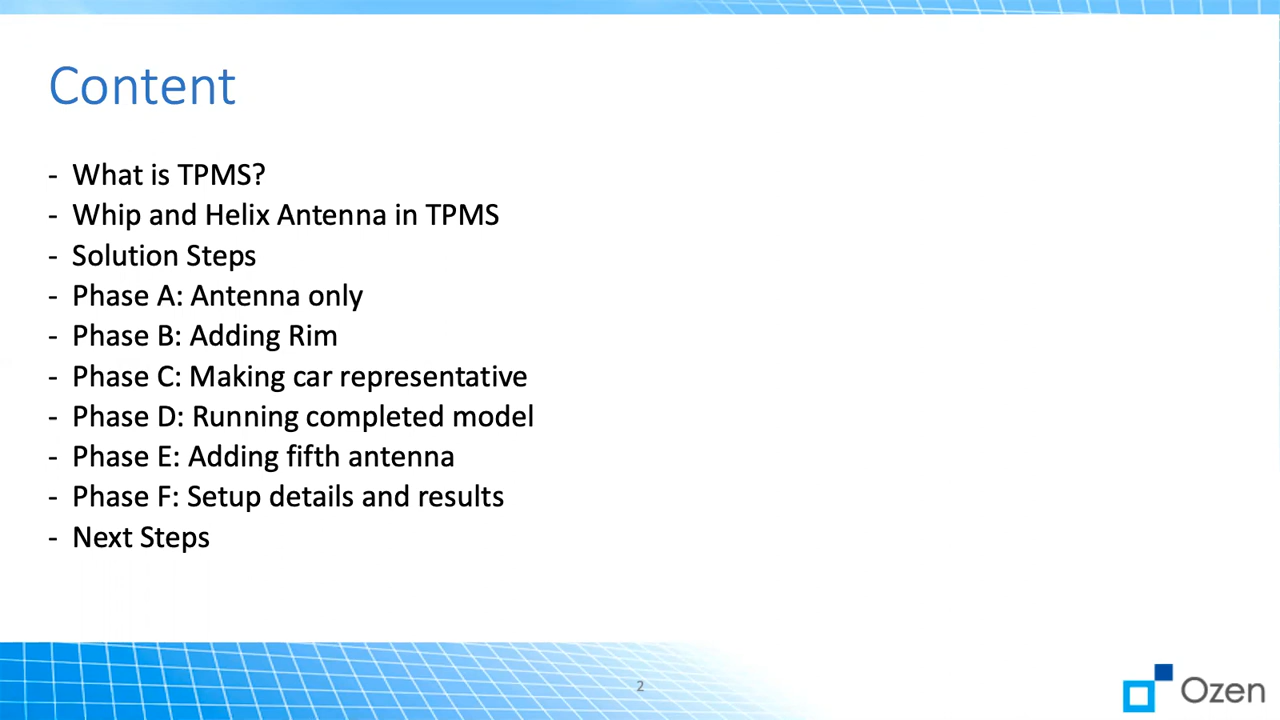 Content
- What is TPMS?
- Whip and Helix Antenna in TPMS
- Solution Steps
- Phase A: Antenna only
- Phase B: Adding Rim
- Phase C: Making car representative
- Phase D: Running completed model
- Phase E: Adding fifth antenna
- Phase F: Setup details and results
- Next Steps
2
Ozen